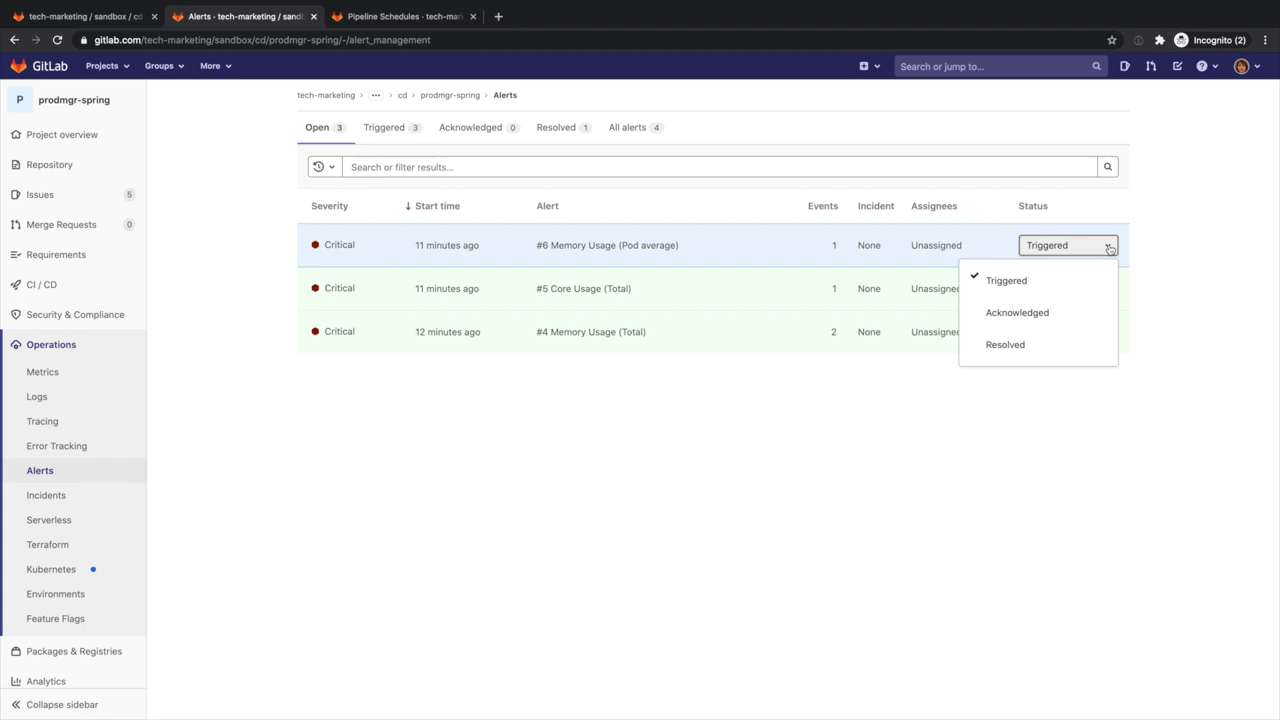 tech-marketing / sandbox / cd
Alerts · tech-marketing / sandb
Pipeline Schedules · tech-mark
gitlab.com/tech-marketing/sandbox/cd/prodmgr-spring/-/alert_management
Incognito (2)
GitLab
Projects
Groups
More
Search or jump to...
P prodmgr-spring
Project overview
Repository
Issues 5
Merge Requests 0
Requirements
CI / CD
Security & Compliance
Operations
Metrics
Logs
Tracing
Error Tracking
Alerts
Incidents
Serverless
Terraform
Kubernetes
Environments
Feature Flags
Packages & Registries
Analytics
Collapse sidebar
tech-marketing > ... > cd > prodmgr-spring > Alerts
Open 3 Triggered 3 Acknowledged 0 Resolved 1 All alerts 4
Search or filter results...
Severity Start time Alert Events Incident Assignees Status
Critical 11 minutes ago #6 Memory Usage (Pod average) 1 None Unassigned Triggered
Critical 11 minutes ago #5 Core Usage (Total) 1 None Unassigned
Critical 12 minutes ago #4 Memory Usage (Total) 2 None Unassigned
Triggered
Acknowledged
Resolved